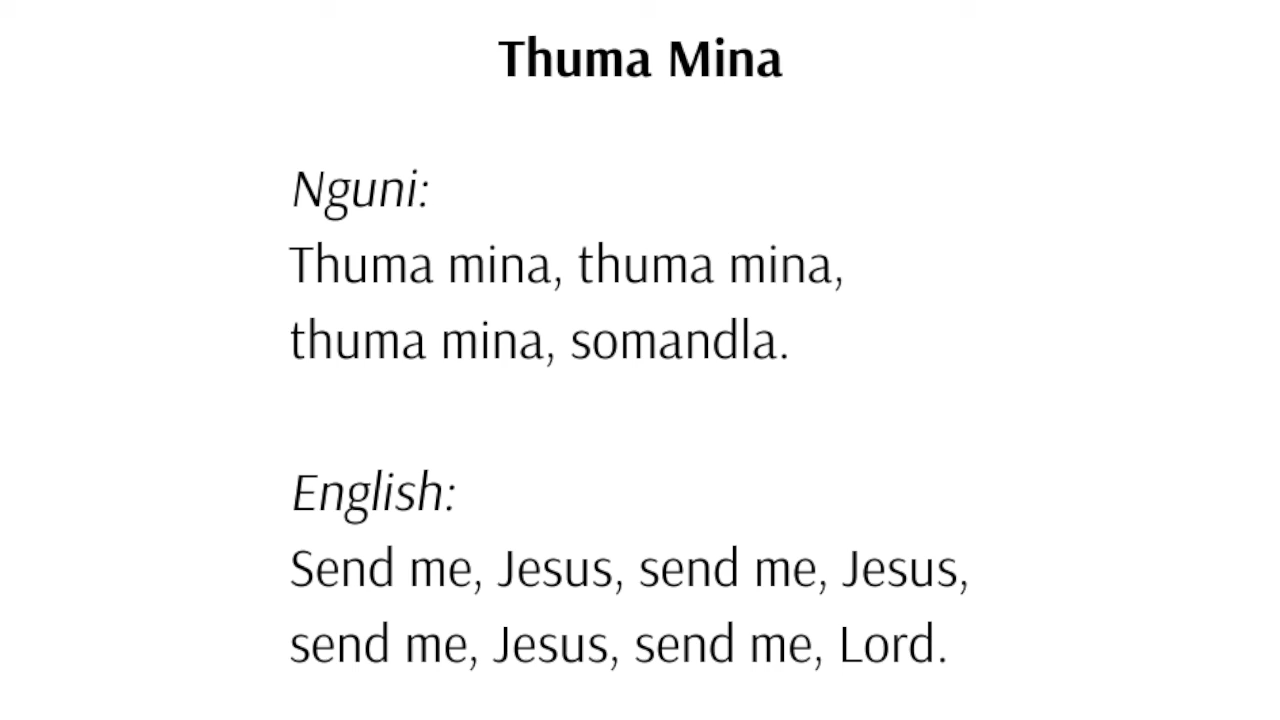 Thuma Mina
Nguni:
Thuma mina, thuma mina,
thuma mina, somandla.
English:
Send me, Jesus, send me, Jesus,
send me, Jesus, send me, Lord.